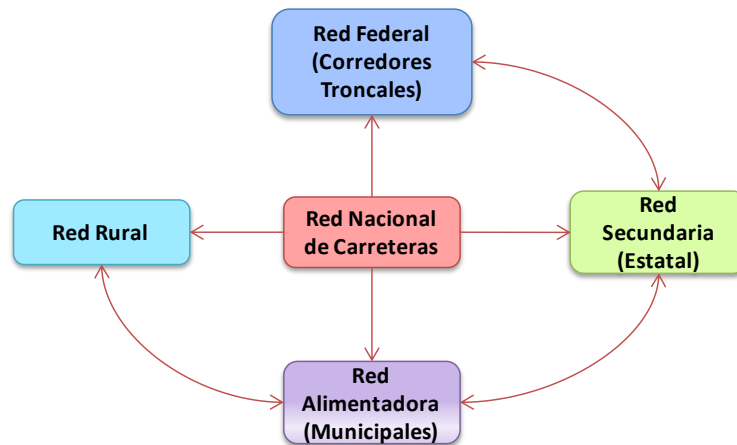 Red Federal
(Corredores
Troncales)
Red Rural
Red Nacional
de Carreteras
Red
Secundaria
(Estatal)
Red
Alimentadora
(Municipales)